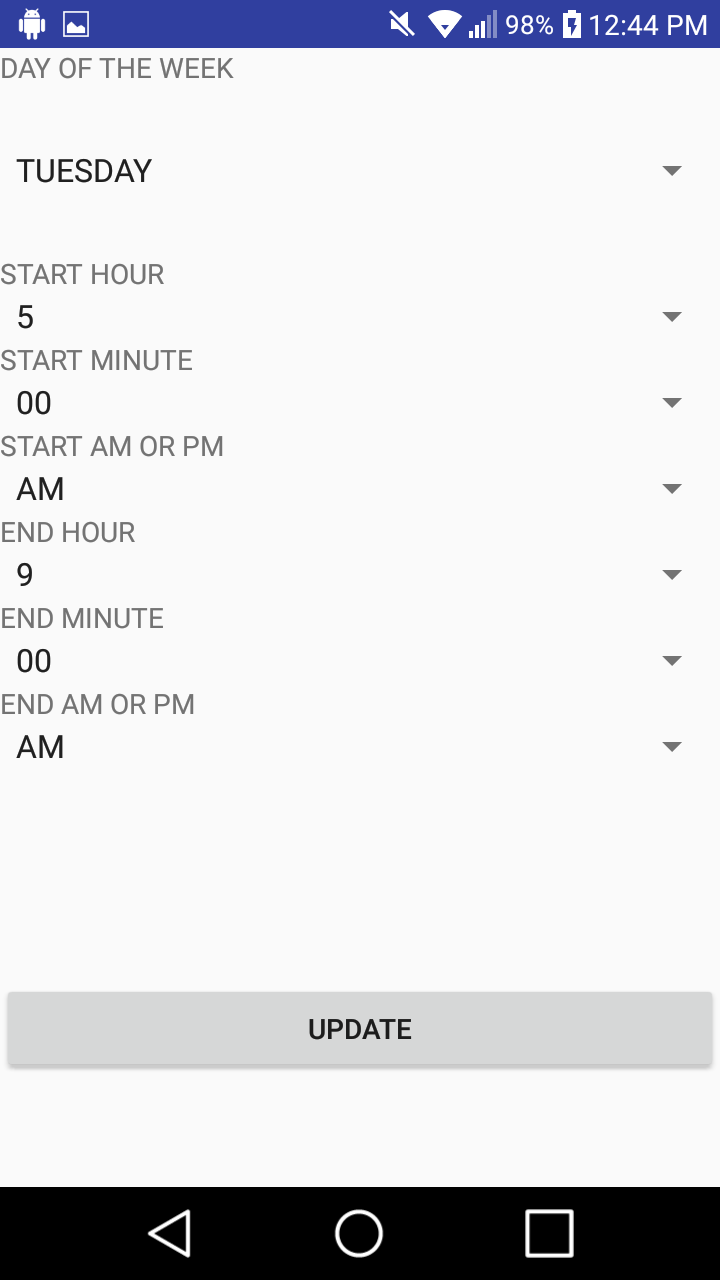 98% 12:44 PM
DAY OF THE WEEK
TUESDAY
START HOUR
5
START MINUTE
00
START AM OR PM
AM
END HOUR
9
END MINUTE
00
END AM OR PM
AM
UPDATE